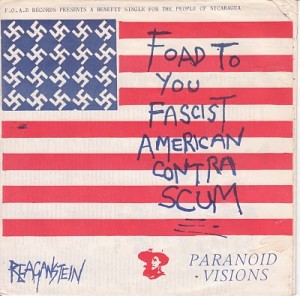 F.O.A.D RECORDS PRESENTS A BENEFIT SINGLE FOR THE PEOPLE OF NICARAGUA
FOAD TO
YOU
FASCIST
AMERICAN
CONTRA
SCUM
REAGANSTEIN
PARANOID
• VISIONS